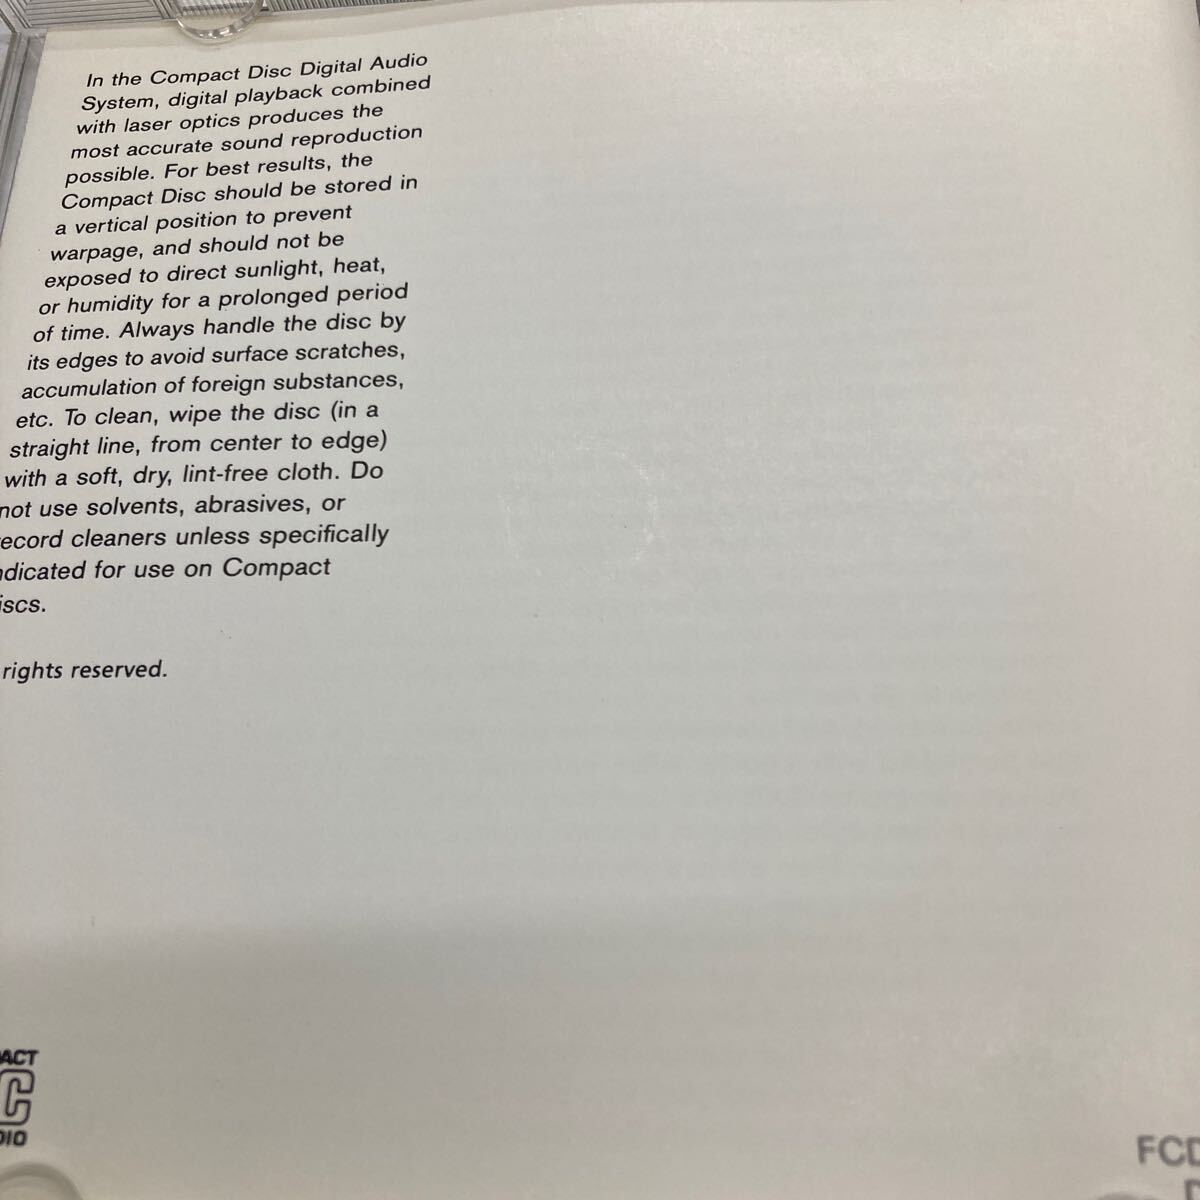 In the Compact Disc Digital Audio
System, digital playback combined
with laser optics produces the
most accurate sound reproduction
possible. For best results, the
Compact Disc should be stored in
a vertical position to prevent
warpage, and should not be
exposed to direct sunlight, heat,
or humidity for a prolonged period
of time. Always handle the disc by
its edges to avoid surface scratches,
accumulation of foreign substances,
etc. To clean, wipe the disc (in a
straight line, from center to edge)
with a soft, dry, lint-free cloth. Do
not use solvents, abrasives, or
ecord cleaners unless specifically
ndicated for use on Compact
iscs.
rights reserved.
ACT
DIO
FCD